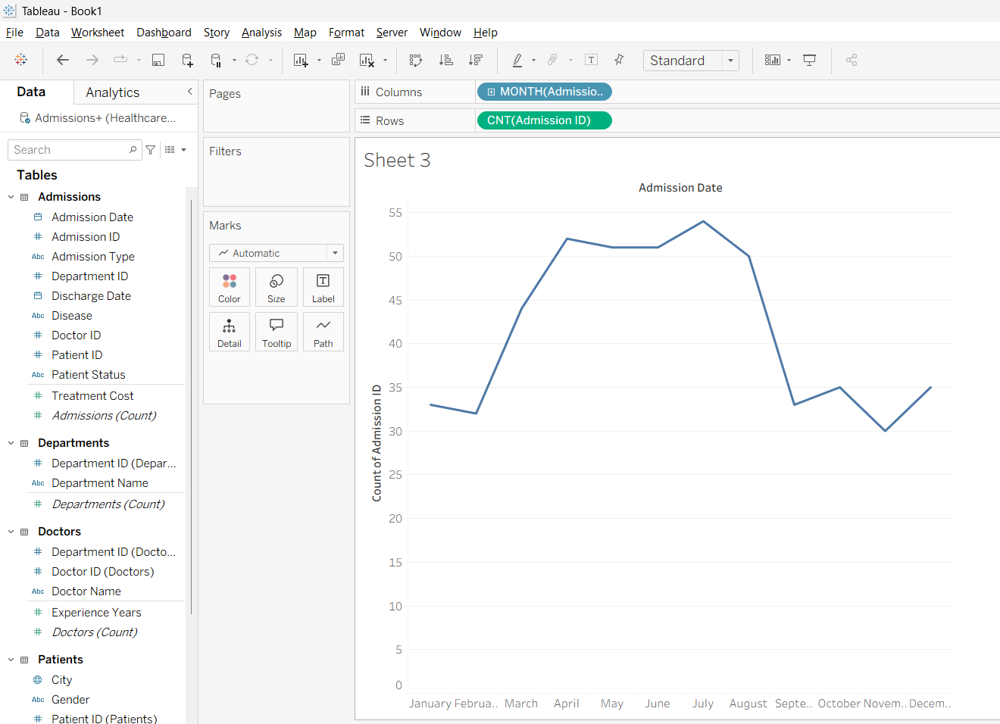 Tableau - Book1
File Data Worksheet Dashboard Story Analysis Map Format Server Window Help
Standard
Data Analytics
Admissions+ (Healthcare...
Search
Tables
Admissions
Admission Date
Admission ID
Abc Admission Type
Department ID
Discharge Date
Abc Disease
Doctor ID
Patient ID
Abc Patient Status
Treatment Cost
Admissions (Count)
Departments
Department ID (Depar...
Abc Department Name
Departments (Count)
Doctors
Department ID (Docto...
Doctor ID (Doctors)
Abc Doctor Name
Experience Years
Doctors (Count)
Patients
City
Abc Gender
Patient ID (Patients)
Pages
Filters
Marks
Automatic
Color Size Label
Detail Tooltip Path
Columns MONTH(Admissio..
Rows CNT(Admission ID)
Sheet 3
Admission Date
Count of Admission ID
55
50
45
40
35
30
25
20
15
10
5
0
January Februa.. March April May June July August Septe.. October Novem.. Decem..